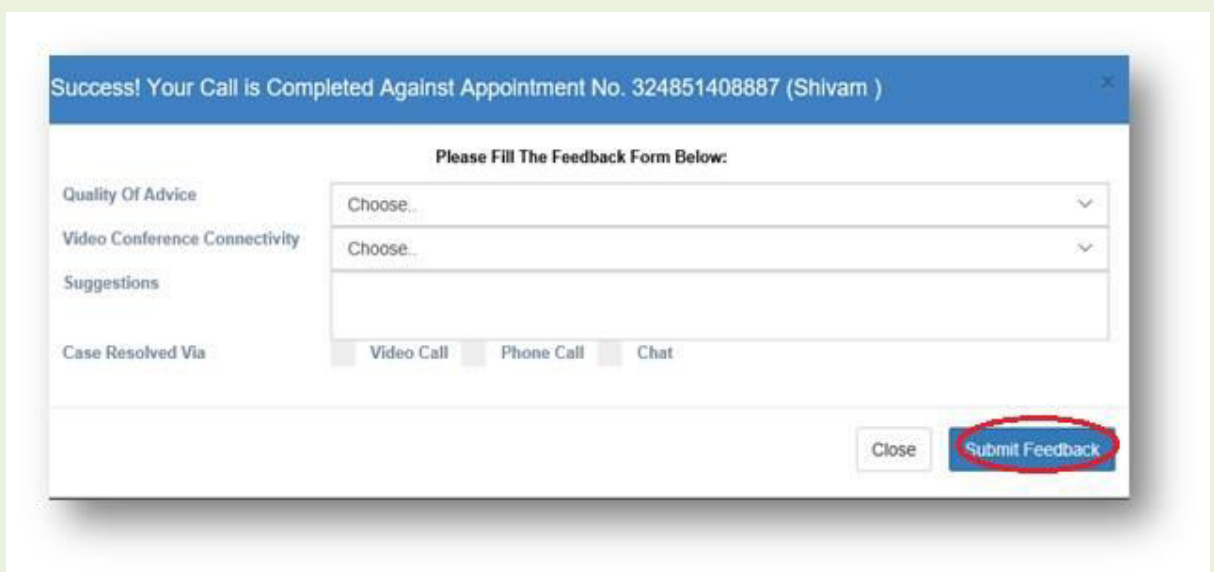 Success! Your Call is Completed Against Appointment No. 324851408887 (Shivam )
×
Please Fill The Feedback Form Below:
Quality Of Advice
Choose..
Video Conference Connectivity
Choose..
Suggestions
Case Resolved Via Video Call Phone Call Chat
Close Submit Feedback